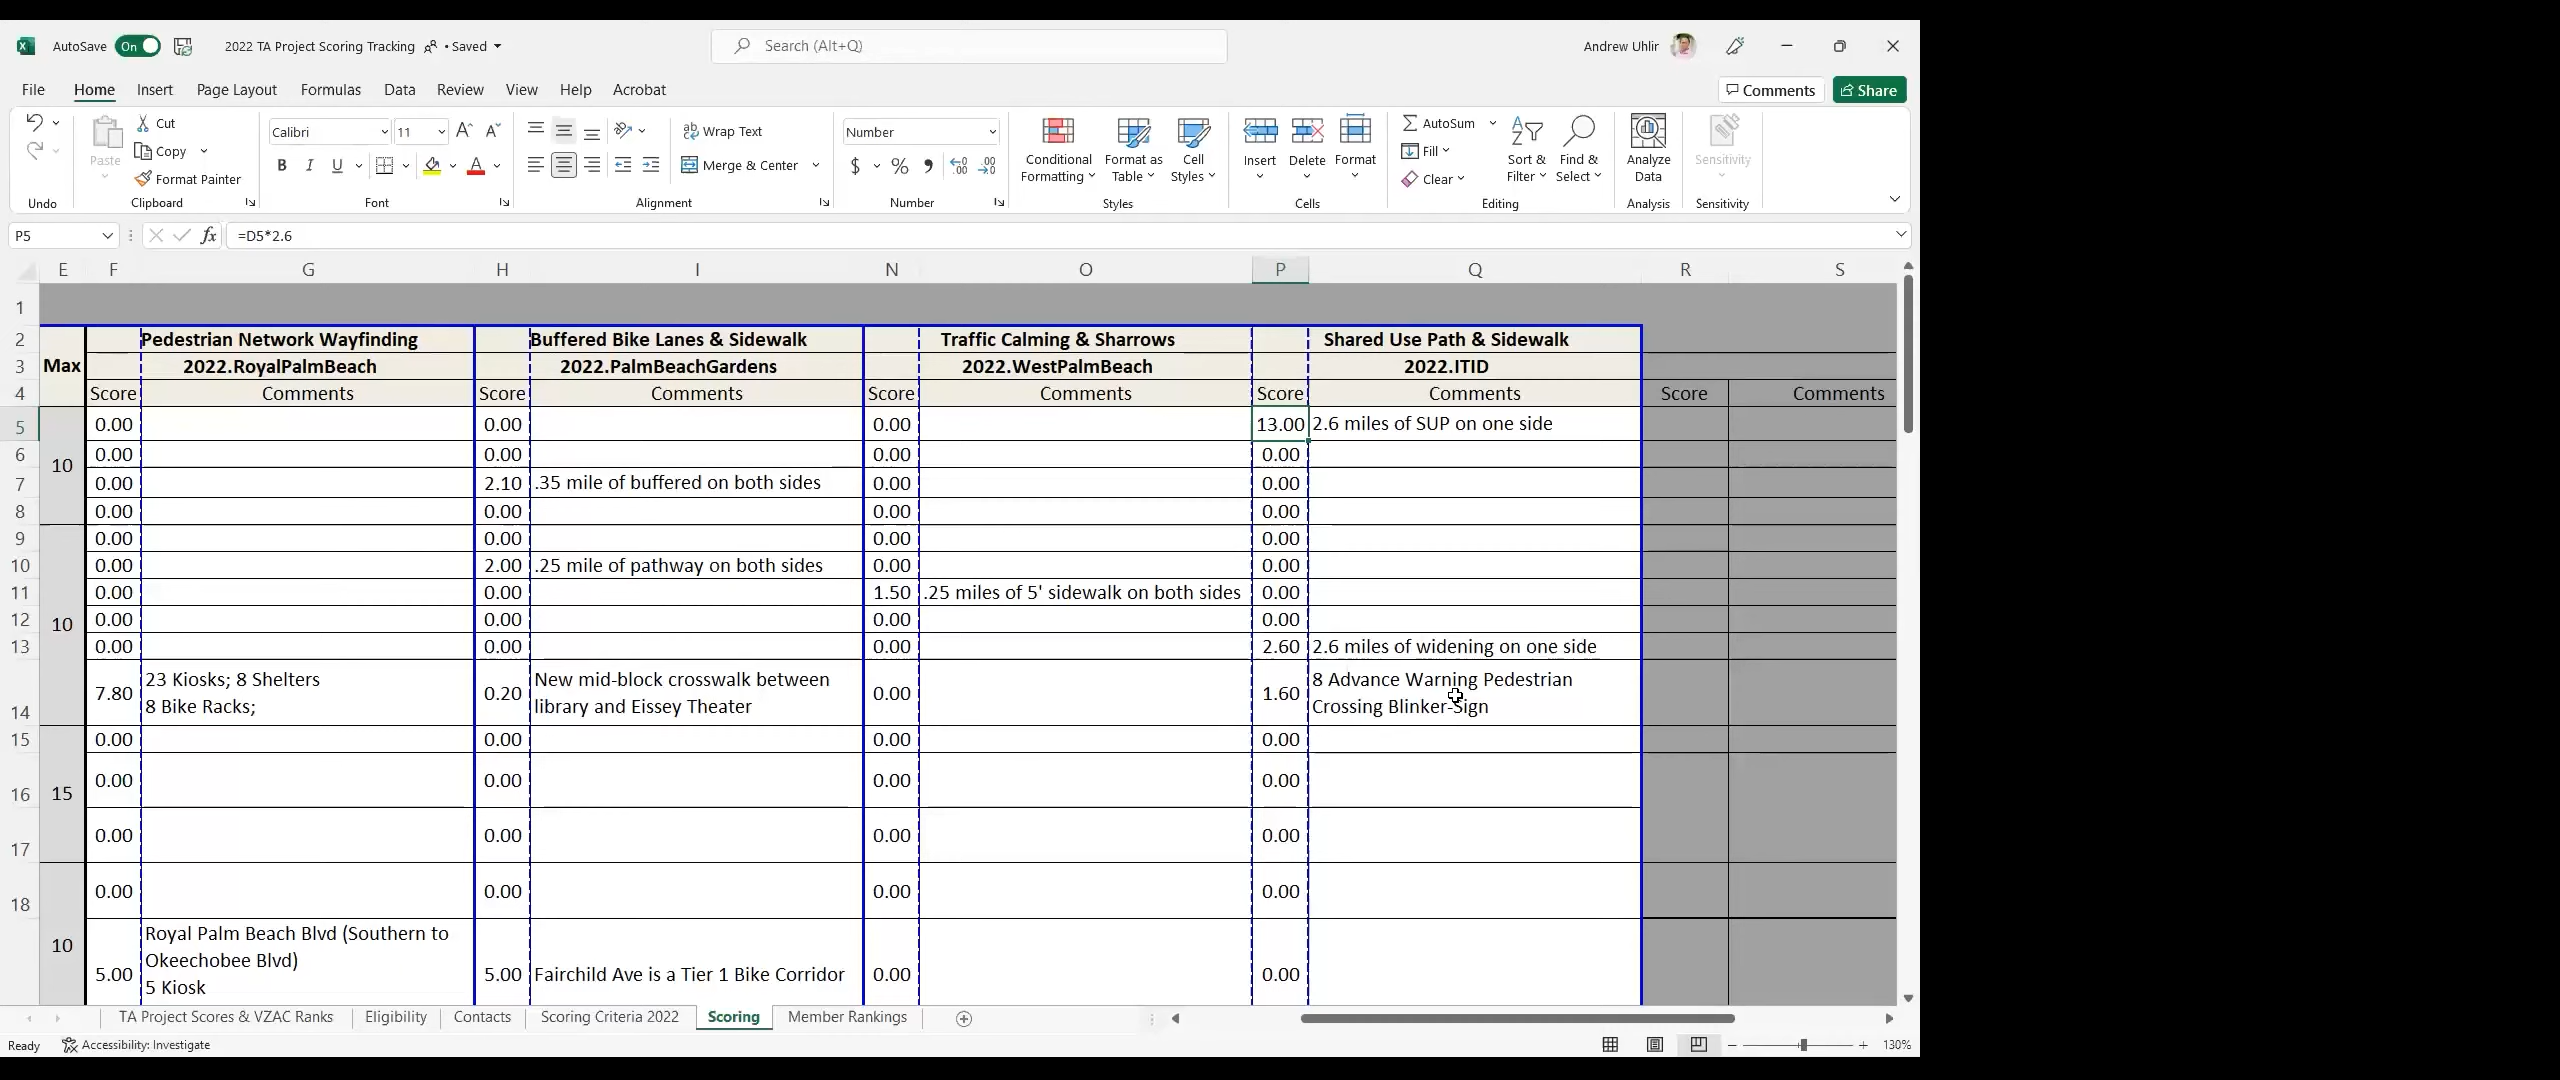 AutoSave On 2022 TA Project Scoring Tracking • Saved Search (Alt+Q) Andrew Uhlir
File Home Insert Page Layout Formulas Data Review View Help Acrobat Comments Share
Paste Cut Copy Format Painter
Calibri 11
B I U
Wrap Text
Merge & Center
Number
$ % ,
Conditional Formatting Format as Table Cell Styles
Insert Delete Format
AutoSum Fill Clear
Sort & Filter Find & Select
Analyze Data
Sensitivity
Undo Clipboard Font Alignment Number Styles Cells Editing Analysis Sensitivity
P5 fx =D5*2.6
E F G H I N O P Q R S
1
2 Pedestrian Network Wayfinding Buffered Bike Lanes & Sidewalk Traffic Calming & Sharrows Shared Use Path & Sidewalk
3 Max 2022.RoyalPalmBeach 2022.PalmBeachGardens 2022.WestPalmBeach 2022.ITID
4 Score Comments Score Comments Score Comments Score Comments Score Comments
5 0.00 0.00 0.00 13.00 2.6 miles of SUP on one side
6 10 0.00 0.00 0.00 0.00
7 0.00 2.10 .35 mile of buffered on both sides 0.00 0.00
8 0.00 0.00 0.00 0.00
9 0.00 0.00 0.00 0.00
10 0.00 2.00 .25 mile of pathway on both sides 0.00 0.00
11 0.00 0.00 1.50 .25 miles of 5' sidewalk on both sides 0.00
12 10 0.00 0.00 0.00 0.00
13 0.00 0.00 0.00 2.60 2.6 miles of widening on one side
14 7.80 23 Kiosks; 8 Shelters
8 Bike Racks;
0.20 New mid-block crosswalk between
library and Eissey Theater
0.00 1.60 8 Advance Warning Pedestrian
Crossing Blinker-Sign
15 0.00 0.00 0.00 0.00
16 15 0.00 0.00 0.00 0.00
17 0.00 0.00 0.00 0.00
18 0.00 0.00 0.00 0.00
10 5.00 Royal Palm Beach Blvd (Southern to
Okeechobee Blvd)
5 Kiosk
5.00 Fairchild Ave is a Tier 1 Bike Corridor 0.00 0.00
TA Project Scores & VZAC Ranks Eligibility Contacts Scoring Criteria 2022 Scoring Member Rankings
Ready Accessibility: Investigate 130%